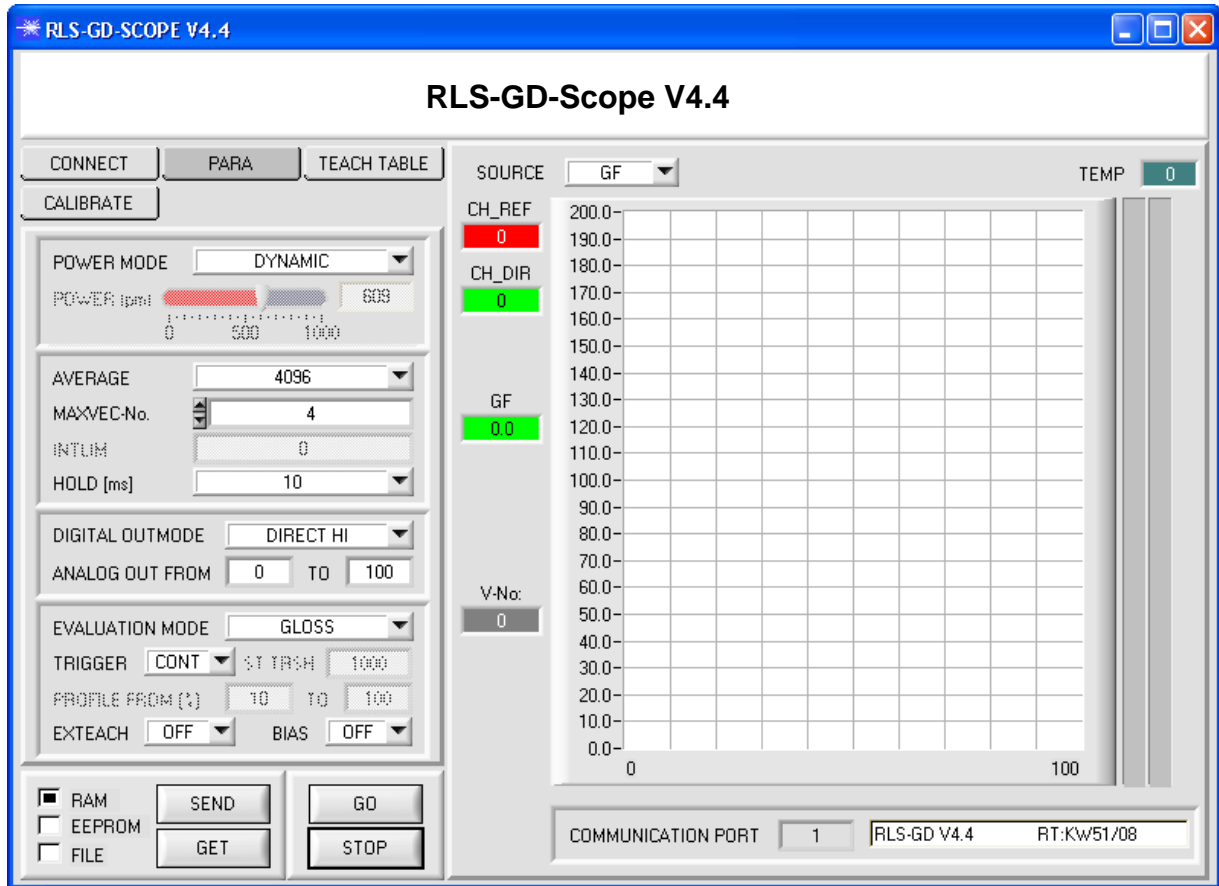 RLS-GD-SCOPE V4.4
RLS-GD-Scope V4.4
CONNECT PARA TEACH TABLE
CALIBRATE
POWER MODE DYNAMIC
POWER [pm] 609
0 500 1000
AVERAGE 4096
MAXVEC-No. 4
INTLIM 0
HOLD [ms] 10
DIGITAL OUTMODE DIRECT HI
ANALOG OUT FROM 0 TO 100
EVALUATION MODE GLOSS
TRIGGER CONT ST TRSH 1000
PROFILE FROM [%] 10 TO 100
EXTEACH OFF BIAS OFF
RAM
EEPROM
FILE
SEND
GET
GO
STOP
SOURCE GF
TEMP 0
CH_REF
0
CH_DIR
0
GF
0.0
V-No:
0
200.0
190.0
180.0
170.0
160.0
150.0
140.0
130.0
120.0
110.0
100.0
90.0
80.0
70.0
60.0
50.0
40.0
30.0
20.0
10.0
0.0
0 100
COMMUNICATION PORT 1 RLS-GD V4.4 RT:KW51/08